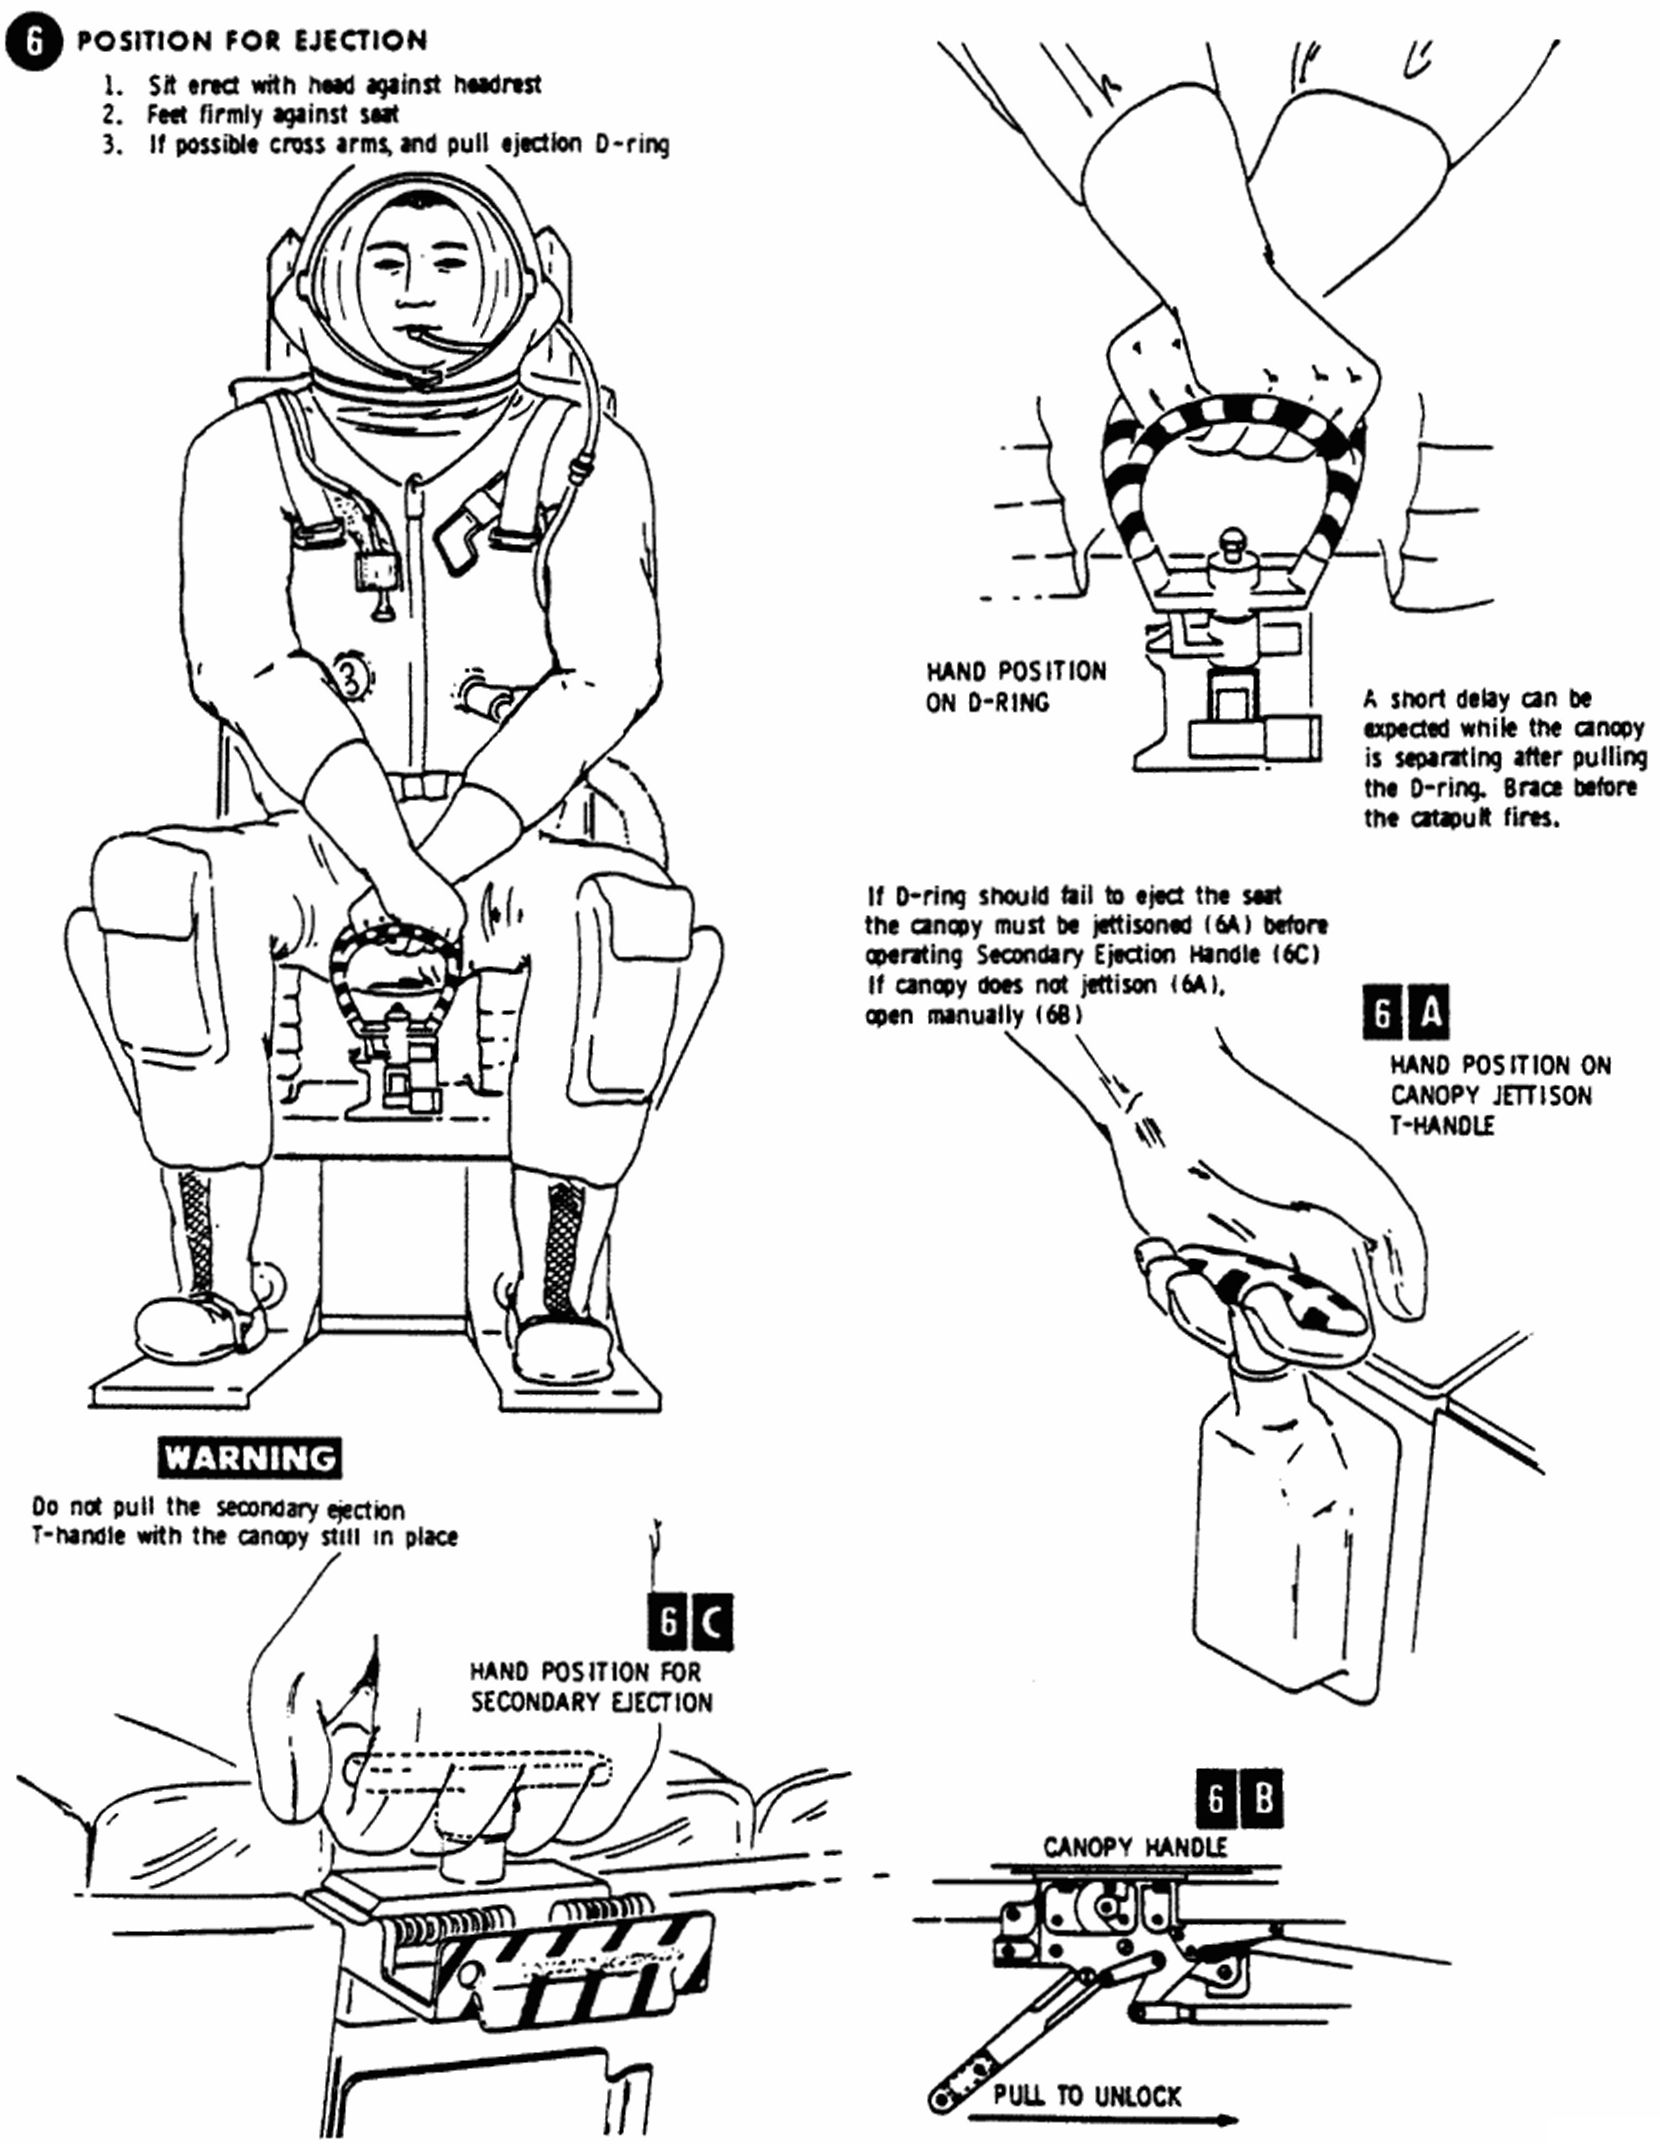 6 POSITION FOR EJECTION
1. Sit erect with head against headrest
2. Feet firmly against seat
3. If possible cross arms, and pull ejection D-ring
3
HAND POSITION
ON D-RING
A short delay can be
expected while the canopy
is separating after pulling
the D-ring. Brace before
the catapult fires.
If D-ring should fail to eject the seat
the canopy must be jettisoned (6A) before
operating Secondary Ejection Handle (6C)
If canopy does not jettison (6A),
open manually (6B)
6 A
HAND POSITION ON
CANOPY JETTISON
T-HANDLE
WARNING
Do not pull the secondary ejection
T-handle with the canopy still in place
6 C
HAND POSITION FOR
SECONDARY EJECTION
6 B
CANOPY HANDLE
PULL TO UNLOCK